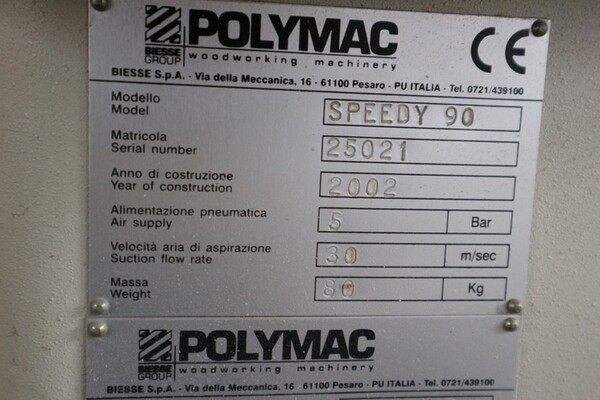 BIESSE
GROUP
POLYMAC
woodworking machinery
CE
BIESSE S.p.A. - Via della Meccanica, 16 - 61100 Pesaro - PU ITALIA - Tel. 0721/439100
Modello
Model
SPEEDY 90
Matricola
Serial number
25021
Anno di costruzione
Year of construction
2002
Alimentazione pneumatica
Air supply
5 Bar
Velocità aria di aspirazione
Suction flow rate
30 m/sec
Massa
Weight
Kg
BIESSE
GROUP
POLYMAC
woodworking machinery
BIESSE S.p.A. - Via della Meccanica, 16 61100 Pesaro - PU ITALIA - Tel. 0721/439100